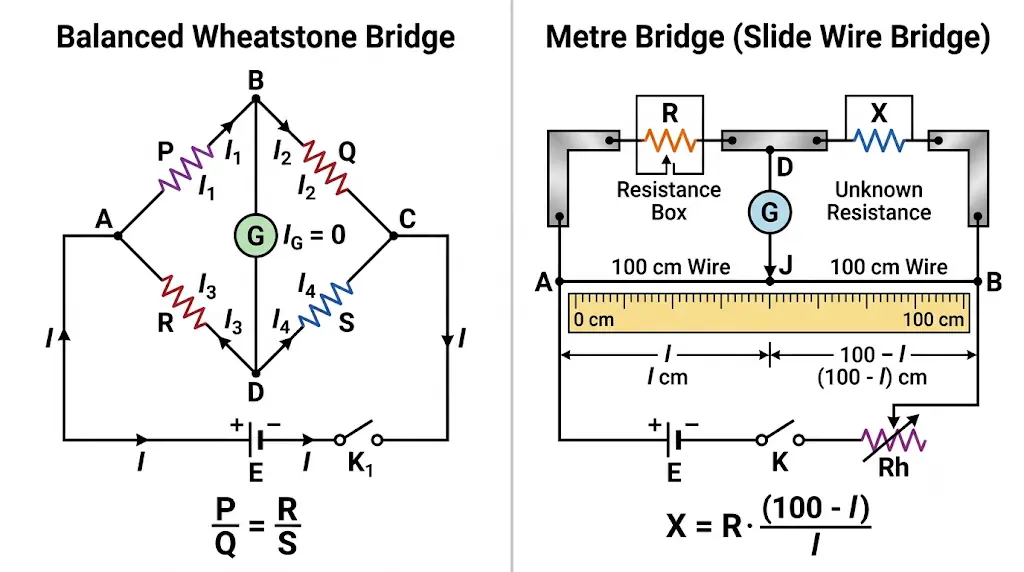 Balanced Wheatstone Bridge
B
P
I₁
I₂
Q
I₁
I₂
A
C
G
I_G = 0
I₃
I₄
R
I₃
I₄
S
I
I
D
+
−
I
E
I
K₁
P/Q = R/S
Metre Bridge (Slide Wire Bridge)
R
X
D
Resistance
Box
Unknown
Resistance
G
100 cm Wire
J
100 cm Wire
A
B
0 cm
100 cm
l
100 − l
l cm
(100 - l) cm
+
−
E
K
Rh
X = R · (100 - l)/l